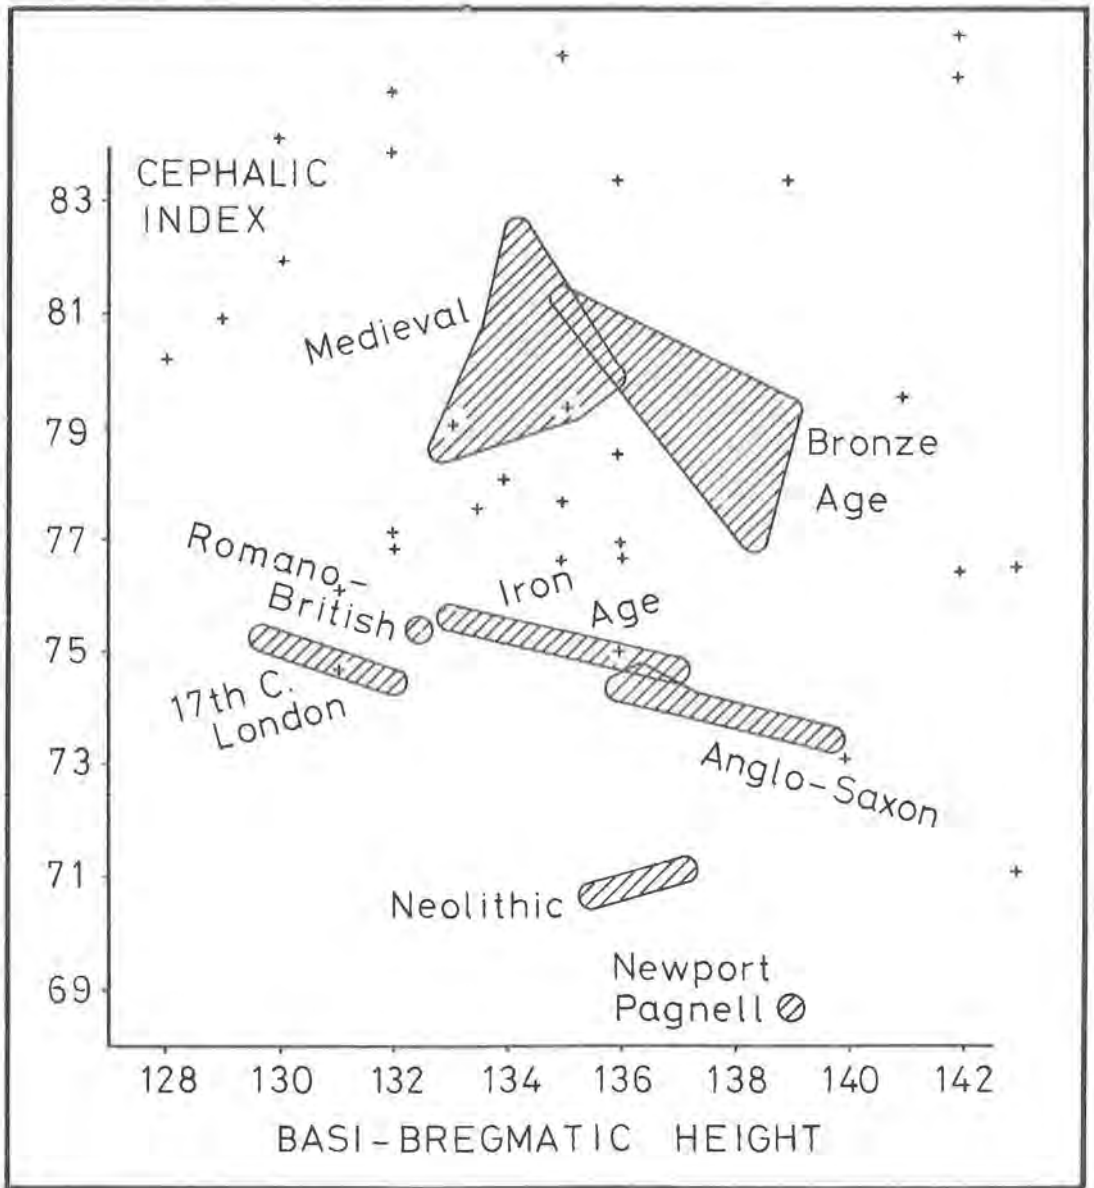 CEPHALIC
INDEX
83
81
79
77
75
73
71
69
Medieval
Bronze
Age
Romano-
British
Iron
Age
17th C.
London
Anglo-Saxon
Neolithic
Newport
Pagnell
128 130 132 134 136 138 140 142
BASI-BREGMATIC HEIGHT